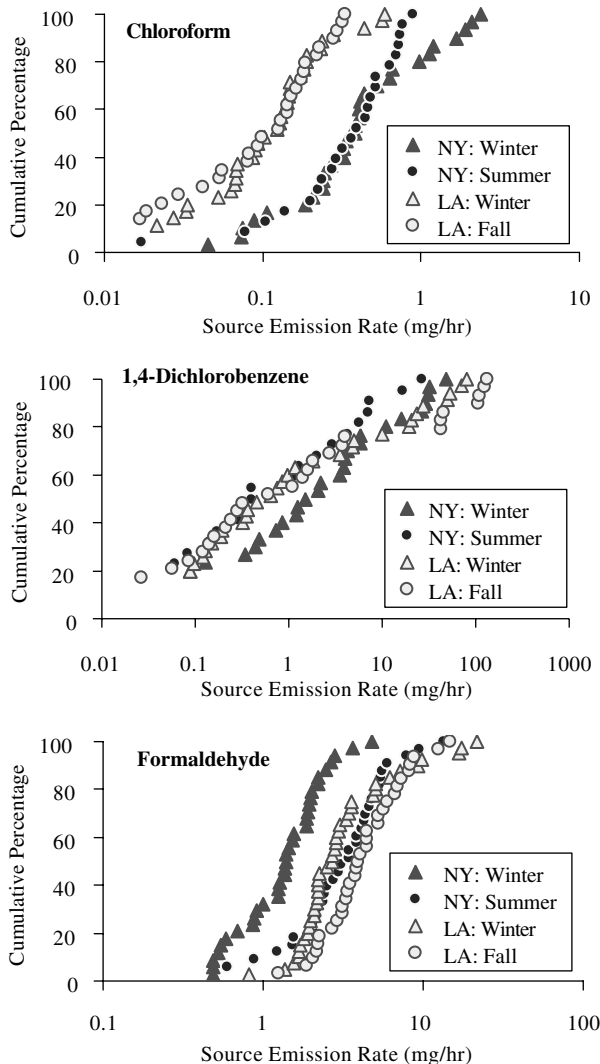 Chloroform
Cumulative Percentage
100
80
60
40
20
0
NY: Winter
NY: Summer
LA: Winter
LA: Fall
0.01 0.1 1 10
Source Emission Rate (mg/hr)
1,4-Dichlorobenzene
Cumulative Percentage
100
80
60
40
20
0
NY: Winter
NY: Summer
LA: Winter
LA: Fall
0.01 0.1 1 10 100 1000
Source Emission Rate (mg/hr)
Formaldehyde
Cumulative Percentage
100
80
60
40
20
0
NY: Winter
NY: Summer
LA: Winter
LA: Fall
0.1 1 10 100
Source Emission Rate (mg/hr)